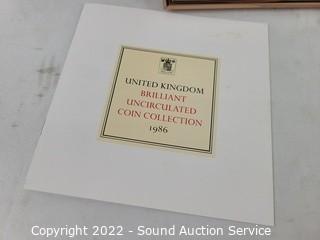 UNITED KINGDOM
BRILLIANT
UNCIRCULATED
COIN COLLECTION
1986
Copyright 2022 - Sound Auction Service